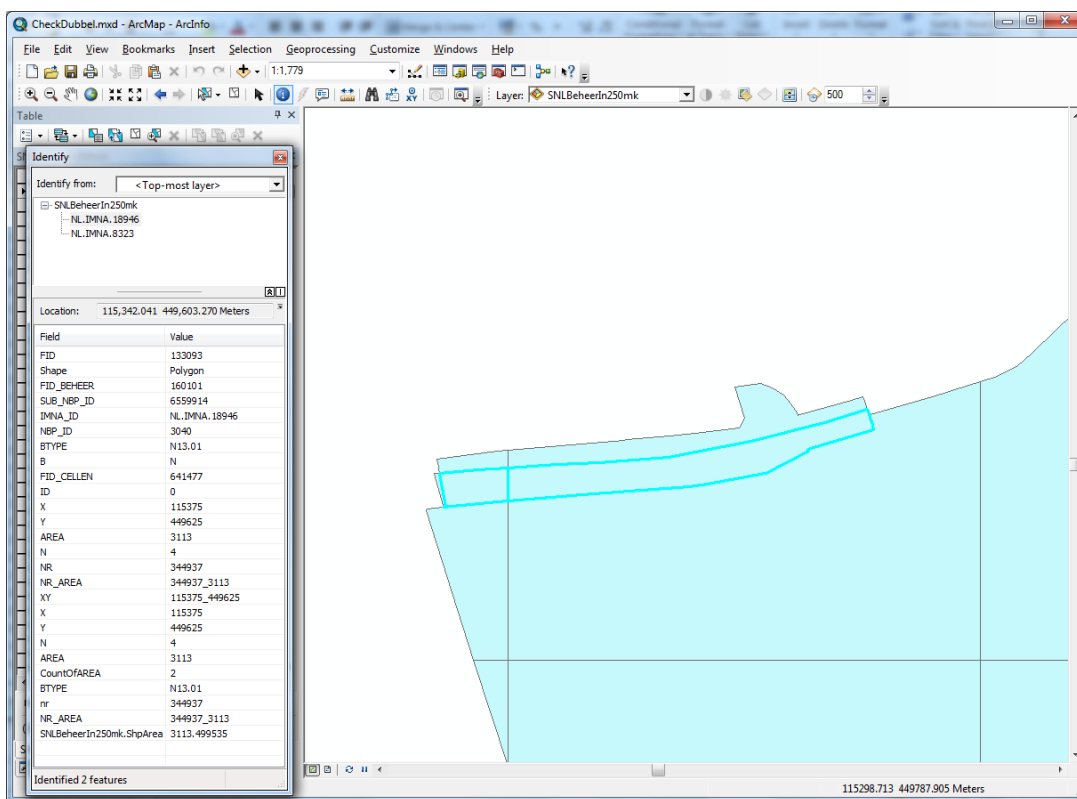 CheckDubbel.mxd - ArcMap - ArcInfo
File Edit View Bookmarks Insert Selection Geoprocessing Customize Windows Help
1:1,779
Layer: SNLBeheerIn250mk 500
Table
Identify
Identify from: <Top-most layer>
SNLBeheerIn250mk
NL.IMNA.18946
NL.IMNA.8323
Location: 115,342.041 449,603.270 Meters
Field Value
FID 133093
Shape Polygon
FID_BEHEER 160101
SUB_NBP_ID 6559914
IMNA_ID NL.IMNA.18946
NBP_ID 3040
BTYPE N13.01
B N
FID_CELLEN 641477
ID 0
X 115375
Y 449625
AREA 3113
N 4
NR 344937
NR_AREA 344937_3113
XY 115375_449625
X 115375
Y 449625
N 4
AREA 3113
CountOfAREA 2
BTYPE N13.01
nr 344937
NR_AREA 344937_3113
SNLBeheerIn250mk.ShpArea 3113.499535
Identified 2 features
115298.713 449787.905 Meters